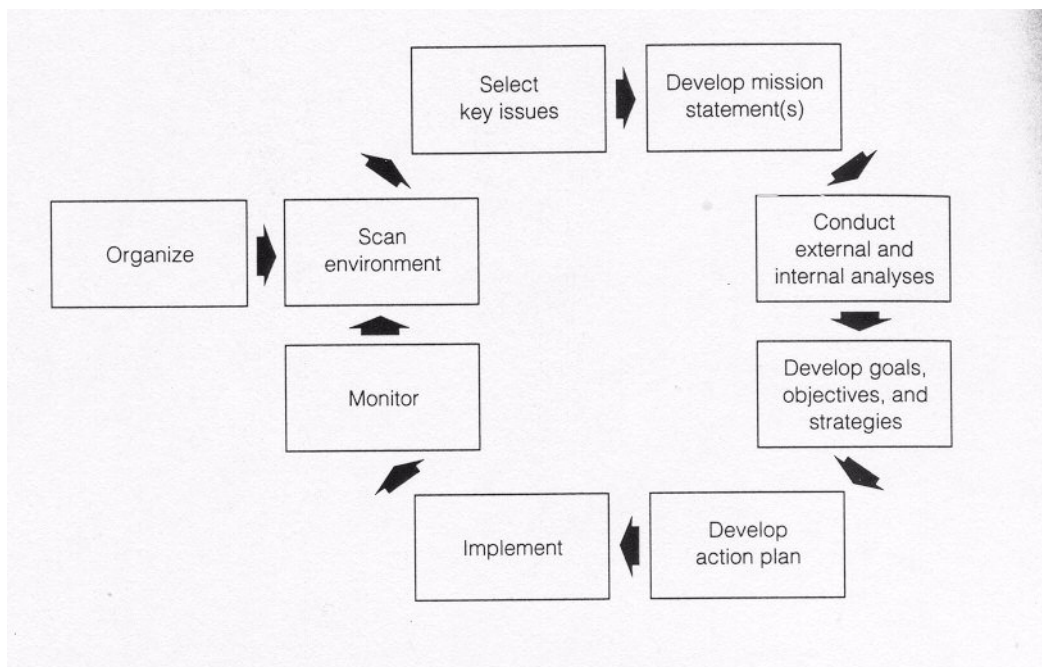 Select
key issues
Develop mission
statement(s)
Organize
Scan
environment
Conduct
external and
internal analyses
Monitor
Develop goals,
objectives, and
strategies
Implement
Develop
action plan